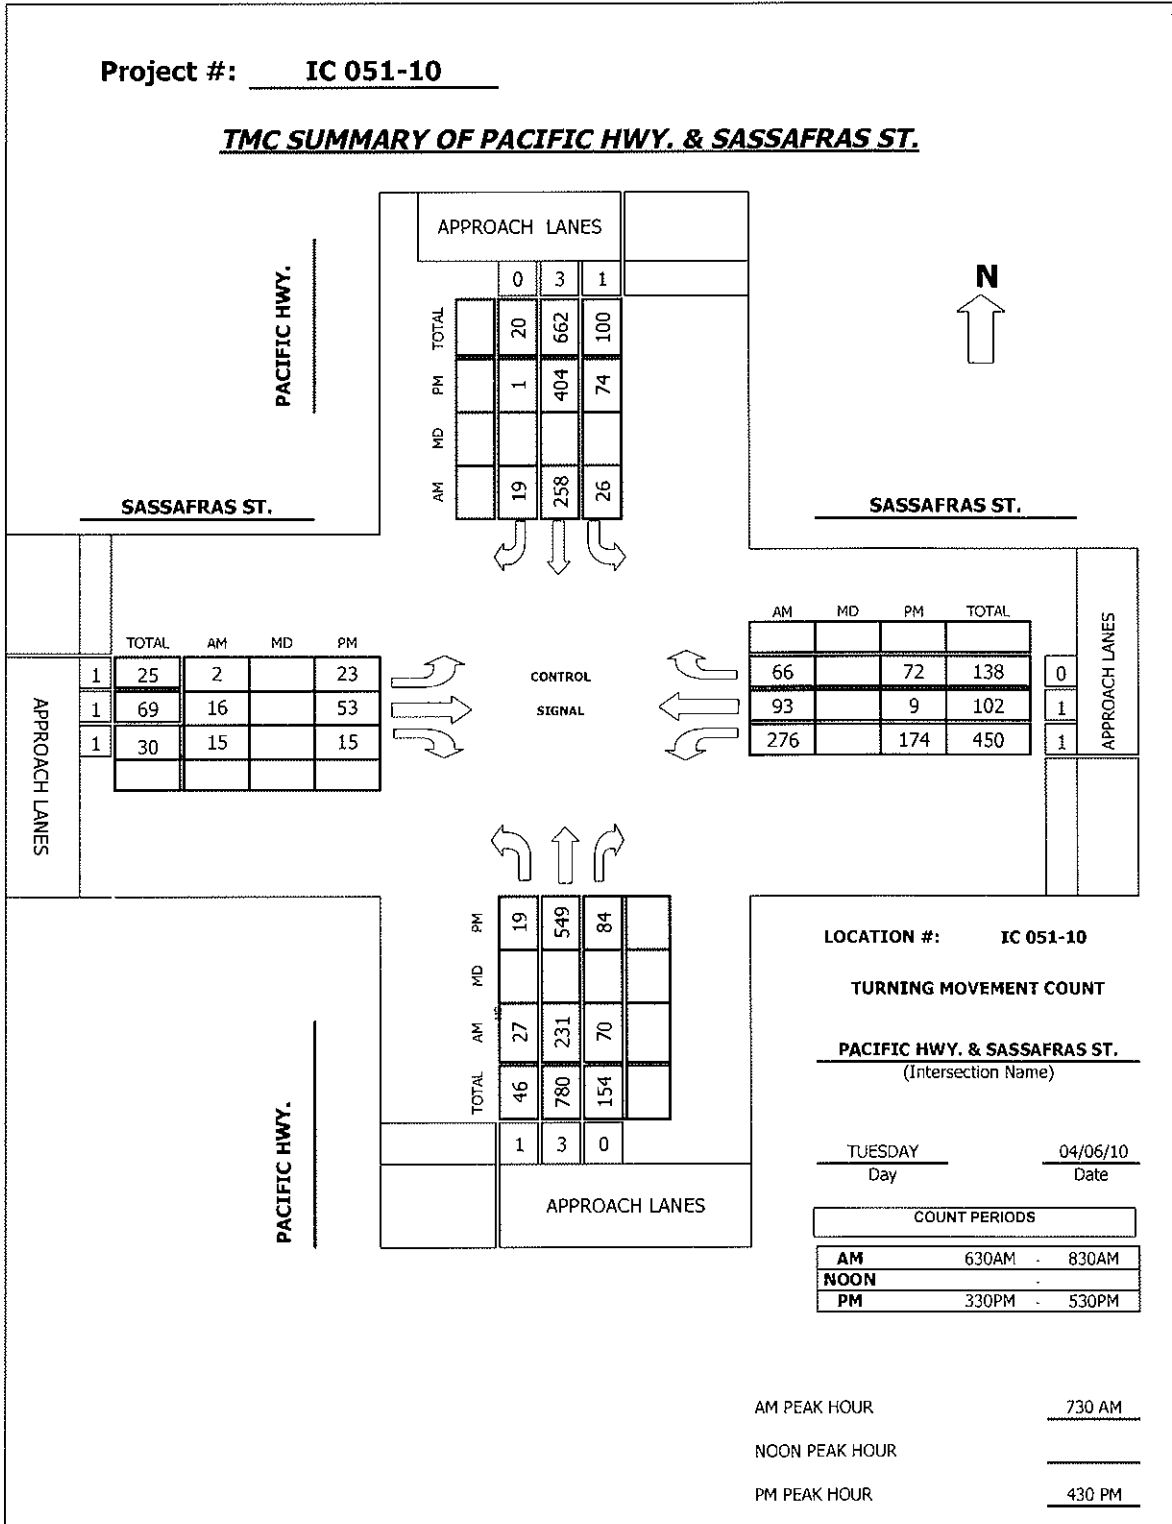 Project #: IC 051-10
TMC SUMMARY OF PACIFIC HWY. & SASSAFRAS ST.
APPROACH LANES
0 3 1
PACIFIC HWY.
N
TOTAL 20 662 100
PM 1 404 74
MD
AM 19 258 26
SASSAFRAS ST.
SASSAFRAS ST.
TOTAL AM MD PM
1 25 2 23
1 69 16 53
1 30 15 15
APPROACH LANES
CONTROL
SIGNAL
AM MD PM TOTAL
66 72 138 0
93 9 102 1
276 174 450 1
APPROACH LANES
PM 19 549 84
MD
AM 27 231 70
TOTAL 46 780 154
1 3 0
APPROACH LANES
PACIFIC HWY.
LOCATION #: IC 051-10
TURNING MOVEMENT COUNT
PACIFIC HWY. & SASSAFRAS ST.
(Intersection Name)
TUESDAY 04/06/10
Day Date
COUNT PERIODS
AM 630AM - 830AM
NOON -
PM 330PM - 530PM
AM PEAK HOUR 730 AM
NOON PEAK HOUR
PM PEAK HOUR 430 PM